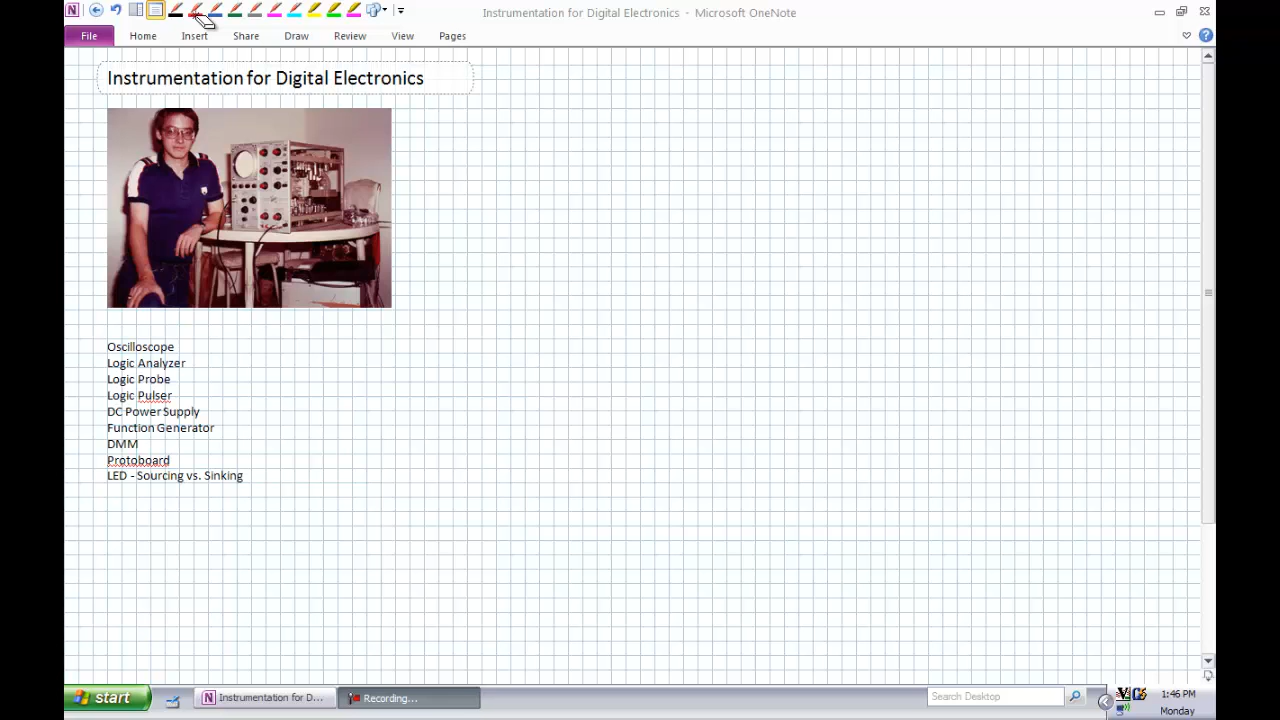 Instrumentation for Digital Electronics - Microsoft OneNote
File Home Insert Share Draw Review View Pages
Instrumentation for Digital Electronics
Oscilloscope
Logic Analyzer
Logic Probe
Logic Pulser
DC Power Supply
Function Generator
DMM
Protoboard
LED - Sourcing vs. Sinking
start Instrumentation for D... Recording... Search Desktop 1:46 PM
Monday